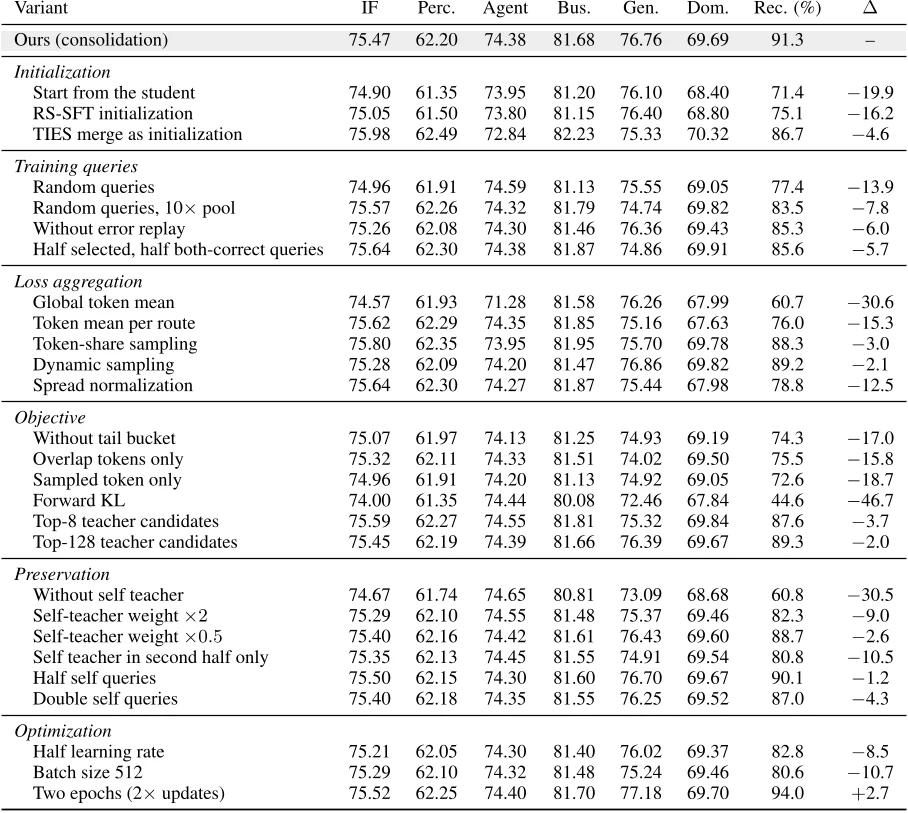 Variant IF Perc. Agent Bus. Gen. Dom. Rec. (%) Δ
Ours (consolidation) 75.47 62.20 74.38 81.68 76.76 69.69 91.3 –
Initialization
Start from the student 74.90 61.35 73.95 81.20 76.10 68.40 71.4 −19.9
RS-SFT initialization 75.05 61.50 73.80 81.15 76.40 68.80 75.1 −16.2
TIES merge as initialization 75.98 62.49 72.84 82.23 75.33 70.32 86.7 −4.6
Training queries
Random queries 74.96 61.91 74.59 81.13 75.55 69.05 77.4 −13.9
Random queries, 10× pool 75.57 62.26 74.32 81.79 74.74 69.82 83.5 −7.8
Without error replay 75.26 62.08 74.30 81.46 76.36 69.43 85.3 −6.0
Half selected, half both-correct queries 75.64 62.30 74.38 81.87 74.86 69.91 85.6 −5.7
Loss aggregation
Global token mean 74.57 61.93 71.28 81.58 76.26 67.99 60.7 −30.6
Token mean per route 75.62 62.29 74.35 81.85 75.16 67.63 76.0 −15.3
Token-share sampling 75.80 62.35 73.95 81.95 75.70 69.78 88.3 −3.0
Dynamic sampling 75.28 62.09 74.20 81.47 76.86 69.82 89.2 −2.1
Spread normalization 75.64 62.30 74.27 81.87 75.44 67.98 78.8 −12.5
Objective
Without tail bucket 75.07 61.97 74.13 81.25 74.93 69.19 74.3 −17.0
Overlap tokens only 75.32 62.11 74.33 81.51 74.02 69.50 75.5 −15.8
Sampled token only 74.96 61.91 74.20 81.13 74.92 69.05 72.6 −18.7
Forward KL 74.00 61.35 74.44 80.08 72.46 67.84 44.6 −46.7
Top-8 teacher candidates 75.59 62.27 74.55 81.81 75.32 69.84 87.6 −3.7
Top-128 teacher candidates 75.45 62.19 74.39 81.66 76.39 69.67 89.3 −2.0
Preservation
Without self teacher 74.67 61.74 74.65 80.81 73.09 68.68 60.8 −30.5
Self-teacher weight ×2 75.29 62.10 74.55 81.48 75.37 69.46 82.3 −9.0
Self-teacher weight ×0.5 75.40 62.16 74.42 81.61 76.43 69.60 88.7 −2.6
Self teacher in second half only 75.35 62.13 74.45 81.55 74.91 69.54 80.8 −10.5
Half self queries 75.50 62.15 74.30 81.60 76.70 69.67 90.1 −1.2
Double self queries 75.40 62.18 74.35 81.55 76.25 69.52 87.0 −4.3
Optimization
Half learning rate 75.21 62.05 74.30 81.40 76.02 69.37 82.8 −8.5
Batch size 512 75.29 62.10 74.32 81.48 75.24 69.46 80.6 −10.7
Two epochs (2× updates) 75.52 62.25 74.40 81.70 77.18 69.70 94.0 +2.7